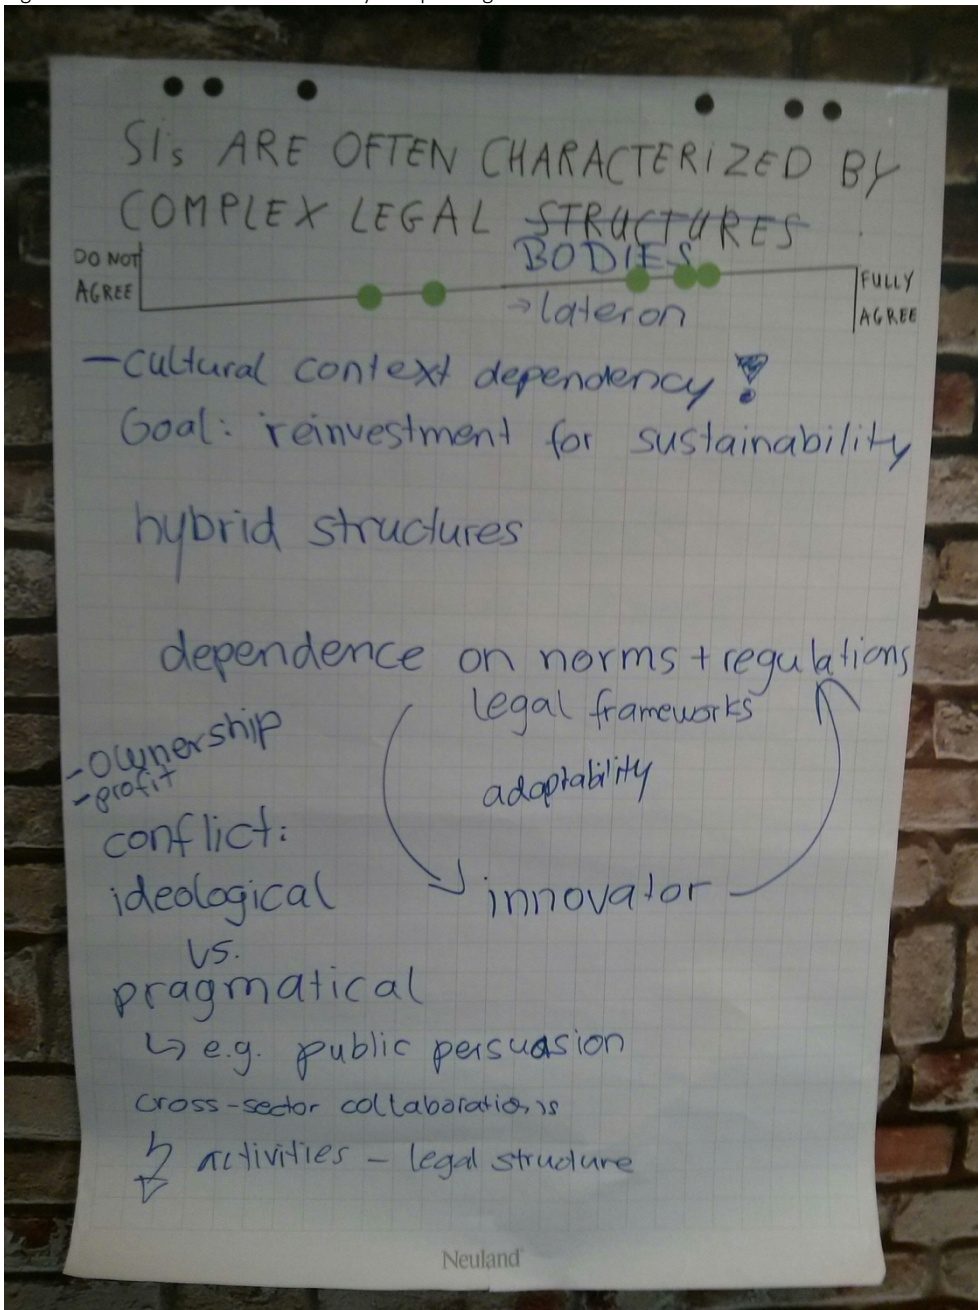 SIs ARE OFTEN CHARACTERIZED BY
COMPLEX LEGAL STRUCTURES
BODIES
DO NOT
AGREE
FULLY
AGREE
→ lateron
- cultural context dependency!
Goal: reinvestment for sustainability
hybrid structures
dependence on norms + regulations
legal frameworks
adaptability
innovator
- ownership
- profit
conflict:
ideological
vs.
pragmatical
↳ e.g. public persuasion
cross-sector collaborations
activities - legal structure
Neuland